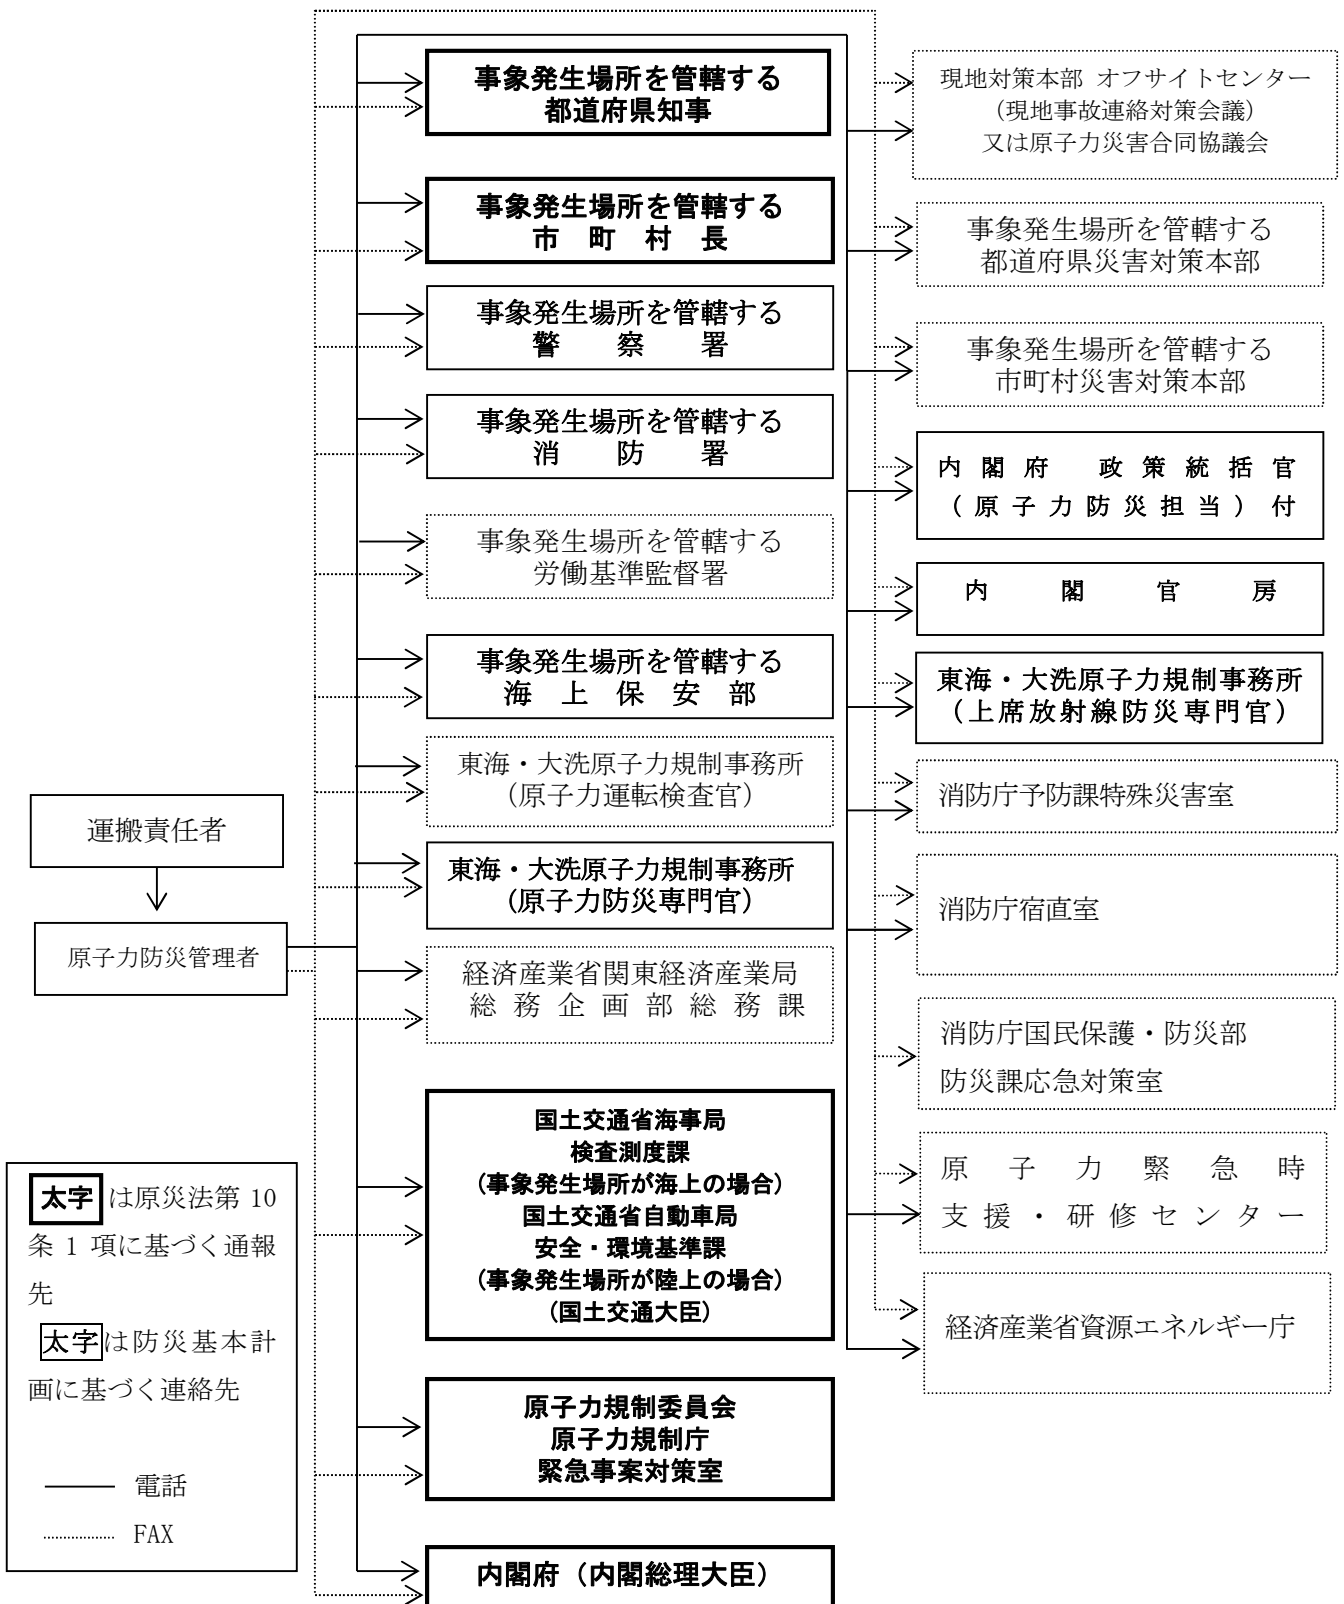 事象発生場所を管轄する
都道府県知事
事象発生場所を管轄する
市町村長
事象発生場所を管轄する
警察署
事象発生場所を管轄する
消防署
事象発生場所を管轄する
労働基準監督署
事象発生場所を管轄する
海上保安部
東海・大洗原子力規制事務所
（原子力運転検査官）
東海・大洗原子力規制事務所
（原子力防災専門官）
経済産業省関東経済産業局
総務企画部総務課
国土交通省海事局
検査測度課
(事象発生場所が海上の場合)
国土交通省自動車局
安全・環境基準課
(事象発生場所が陸上の場合)
(国土交通大臣)
原子力規制委員会
原子力規制庁
緊急事案対策室
内閣府（内閣総理大臣）
現地対策本部 オフサイトセンター
（現地事故連絡対策会議）
又は原子力災害合同協議会
事象発生場所を管轄する
都道府県災害対策本部
事象発生場所を管轄する
市町村災害対策本部
内閣府 政策統括官
（原子力防災担当）付
内閣官房
東海・大洗原子力規制事務所
（上席放射線防災専門官）
消防庁予防課特殊災害室
消防庁宿直室
消防庁国民保護・防災部
防災課応急対策室
原子力緊急時
支援・研修センター
経済産業省資源エネルギー庁
運搬責任者
原子力防災管理者
太字は原災法第 10
条 1 項に基づく通報
先
太字は防災基本計
画に基づく連絡先
電話
FAX